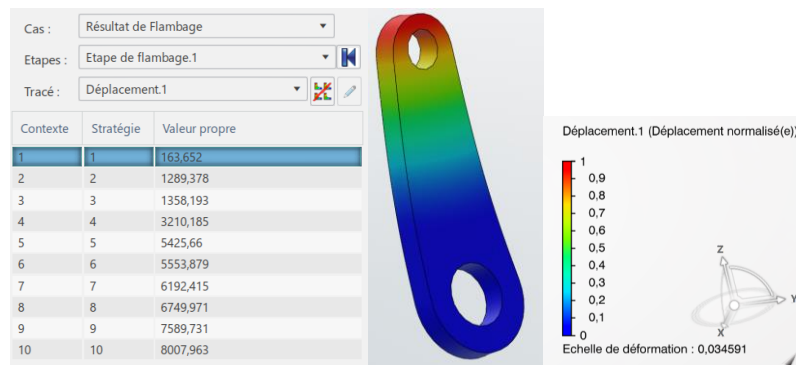 Cas : Résultat de Flambage
Etapes : Etape de flambage.1
Tracé : Déplacement.1
Contexte Stratégie Valeur propre
1 1 163,652
2 2 1289,378
3 3 1358,193
4 4 3210,185
5 5 5425,66
6 6 5553,879
7 7 6192,415
8 8 6749,971
9 9 7589,731
10 10 8007,963
Déplacement.1 (Déplacement normalisé(e))
1
0,9
0,8
0,7
0,6
0,5
0,4
0,3
0,2
0,1
0
Z
Y
X
Echelle de déformation : 0,034591